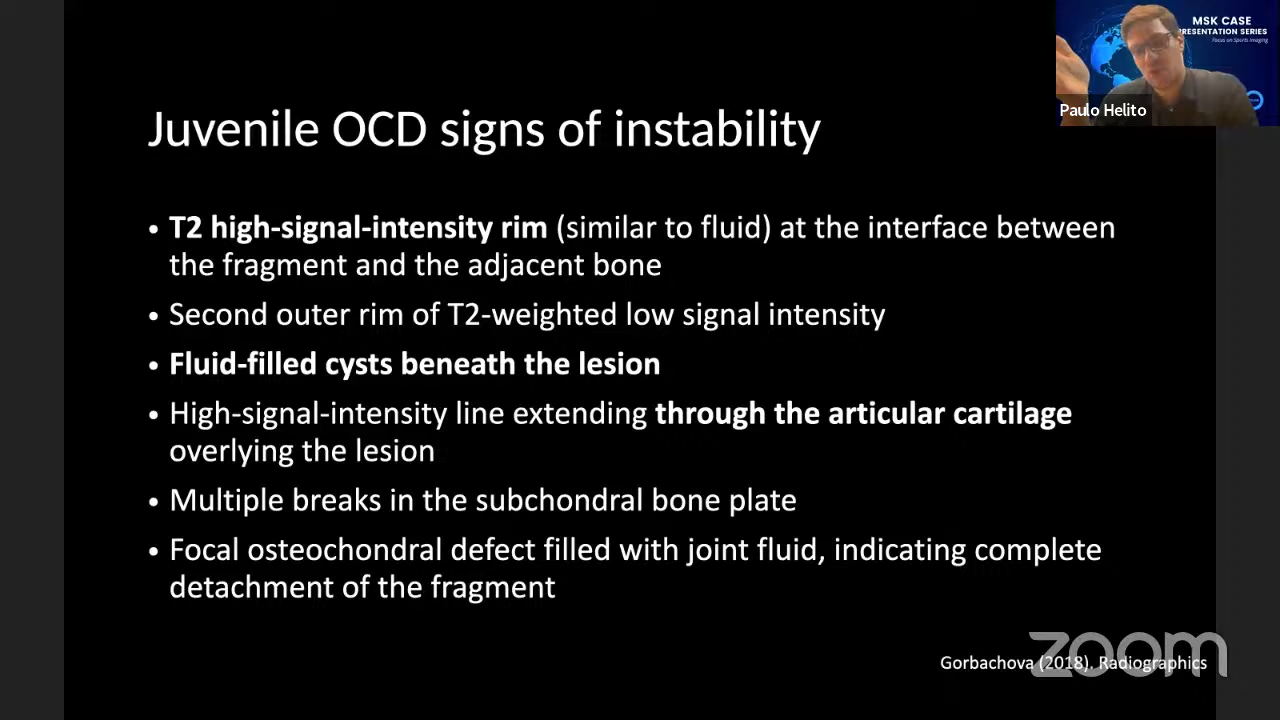 MSK CASE
PRESENTATION SERIES
Focus on Sports Imaging
Paulo Helito
Juvenile OCD signs of instability
• T2 high-signal-intensity rim (similar to fluid) at the interface between
the fragment and the adjacent bone
• Second outer rim of T2-weighted low signal intensity
• Fluid-filled cysts beneath the lesion
• High-signal-intensity line extending through the articular cartilage
overlying the lesion
• Multiple breaks in the subchondral bone plate
• Focal osteochondral defect filled with joint fluid, indicating complete
detachment of the fragment
Gorbachova (2018). Radiographics
zoom